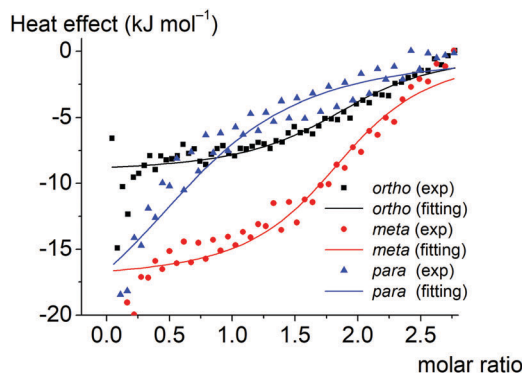 Heat effect (kJ mol⁻¹)
0
-5
-10
-15
-20
ortho (exp)
ortho (fitting)
meta (exp)
meta (fitting)
para (exp)
para (fitting)
0.0 0.5 1.0 1.5 2.0 2.5
molar ratio